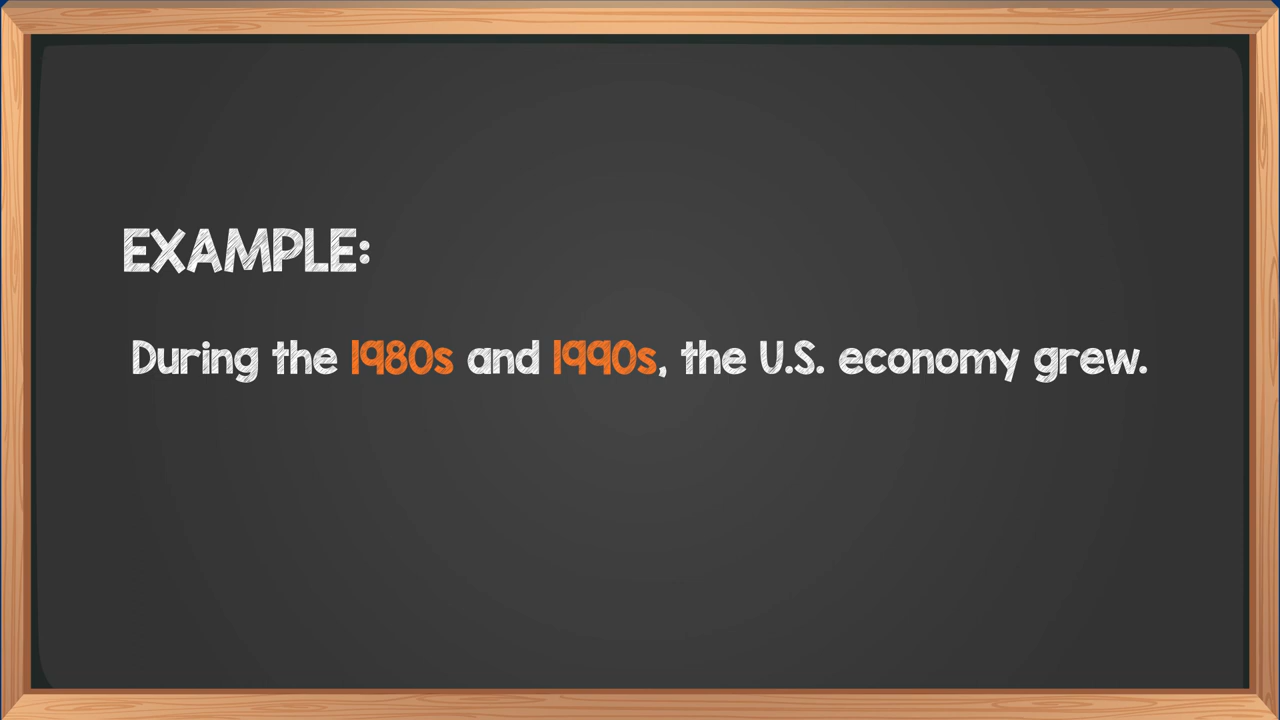 EXAMPLE:
During the 1980s and 1990s, the U.S. economy grew.